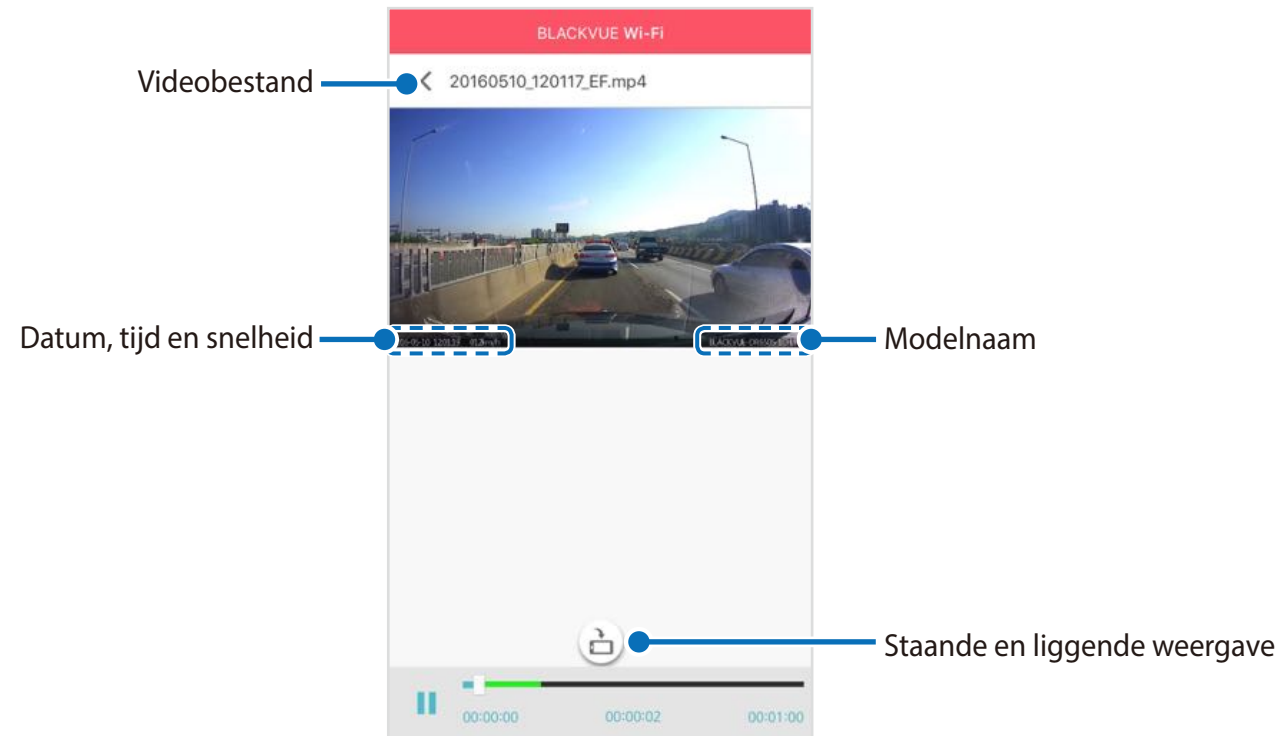 BLACKVUE Wi-Fi
Videobestand
20160510_120117_EF.mp4
Datum, tijd en snelheid
Modelnaam
Staande en liggende weergave
00:00:00 00:00:02 00:01:00